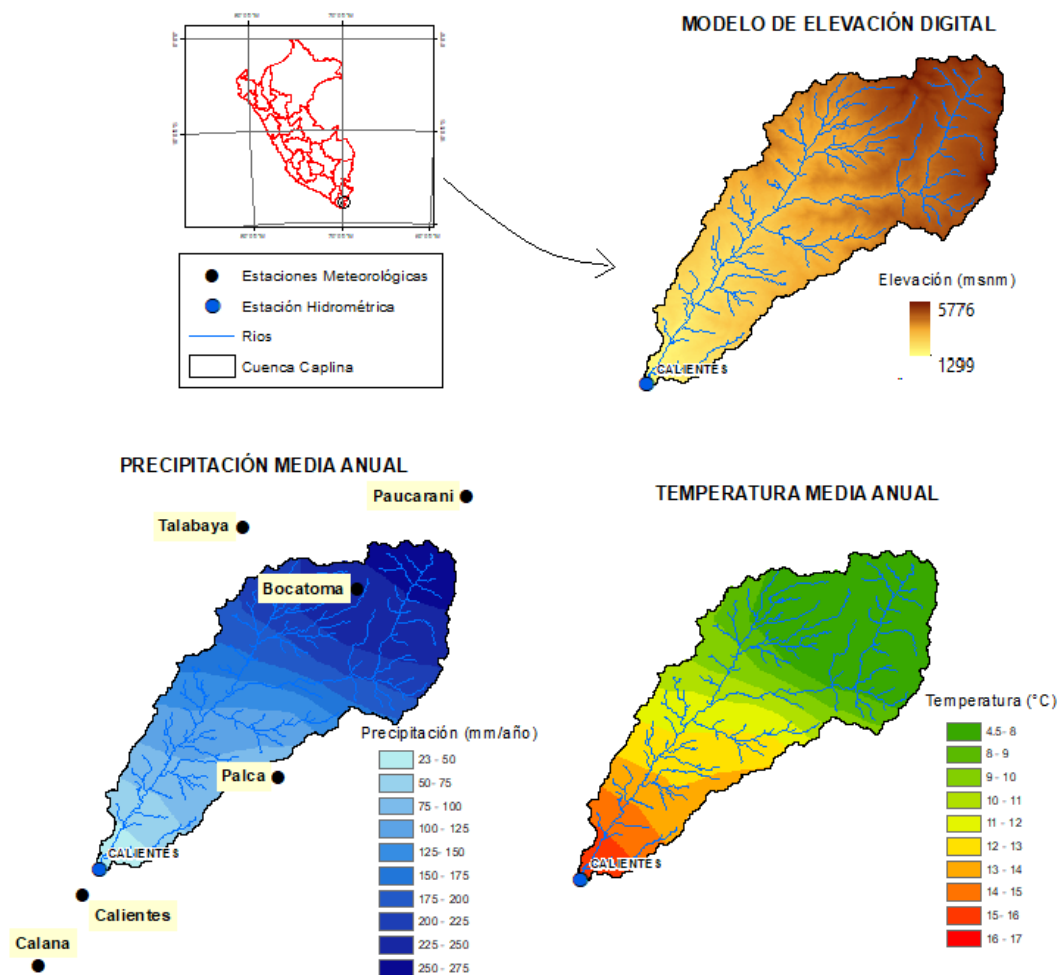 MODELO DE ELEVACIÓN DIGITAL
Estaciones Meteorológicas
Estación Hidrométrica
Rios
Cuenca Caplina
Elevación (msnm)
5776
1299
CALIENTES
PRECIPITACIÓN MEDIA ANUAL
Paucarani
Talabaya
Bocatoma
Palca
CALIENTES
Calientes
Calana
Precipitación (mm/año)
23 - 50
50 - 75
75 - 100
100 - 125
125 - 150
150 - 175
175 - 200
200 - 225
225 - 250
250 - 275
TEMPERATURA MEDIA ANUAL
CALIENTES
Temperatura (°C)
4.5 - 8
8 - 9
9 - 10
10 - 11
11 - 12
12 - 13
13 - 14
14 - 15
15 - 16
16 - 17